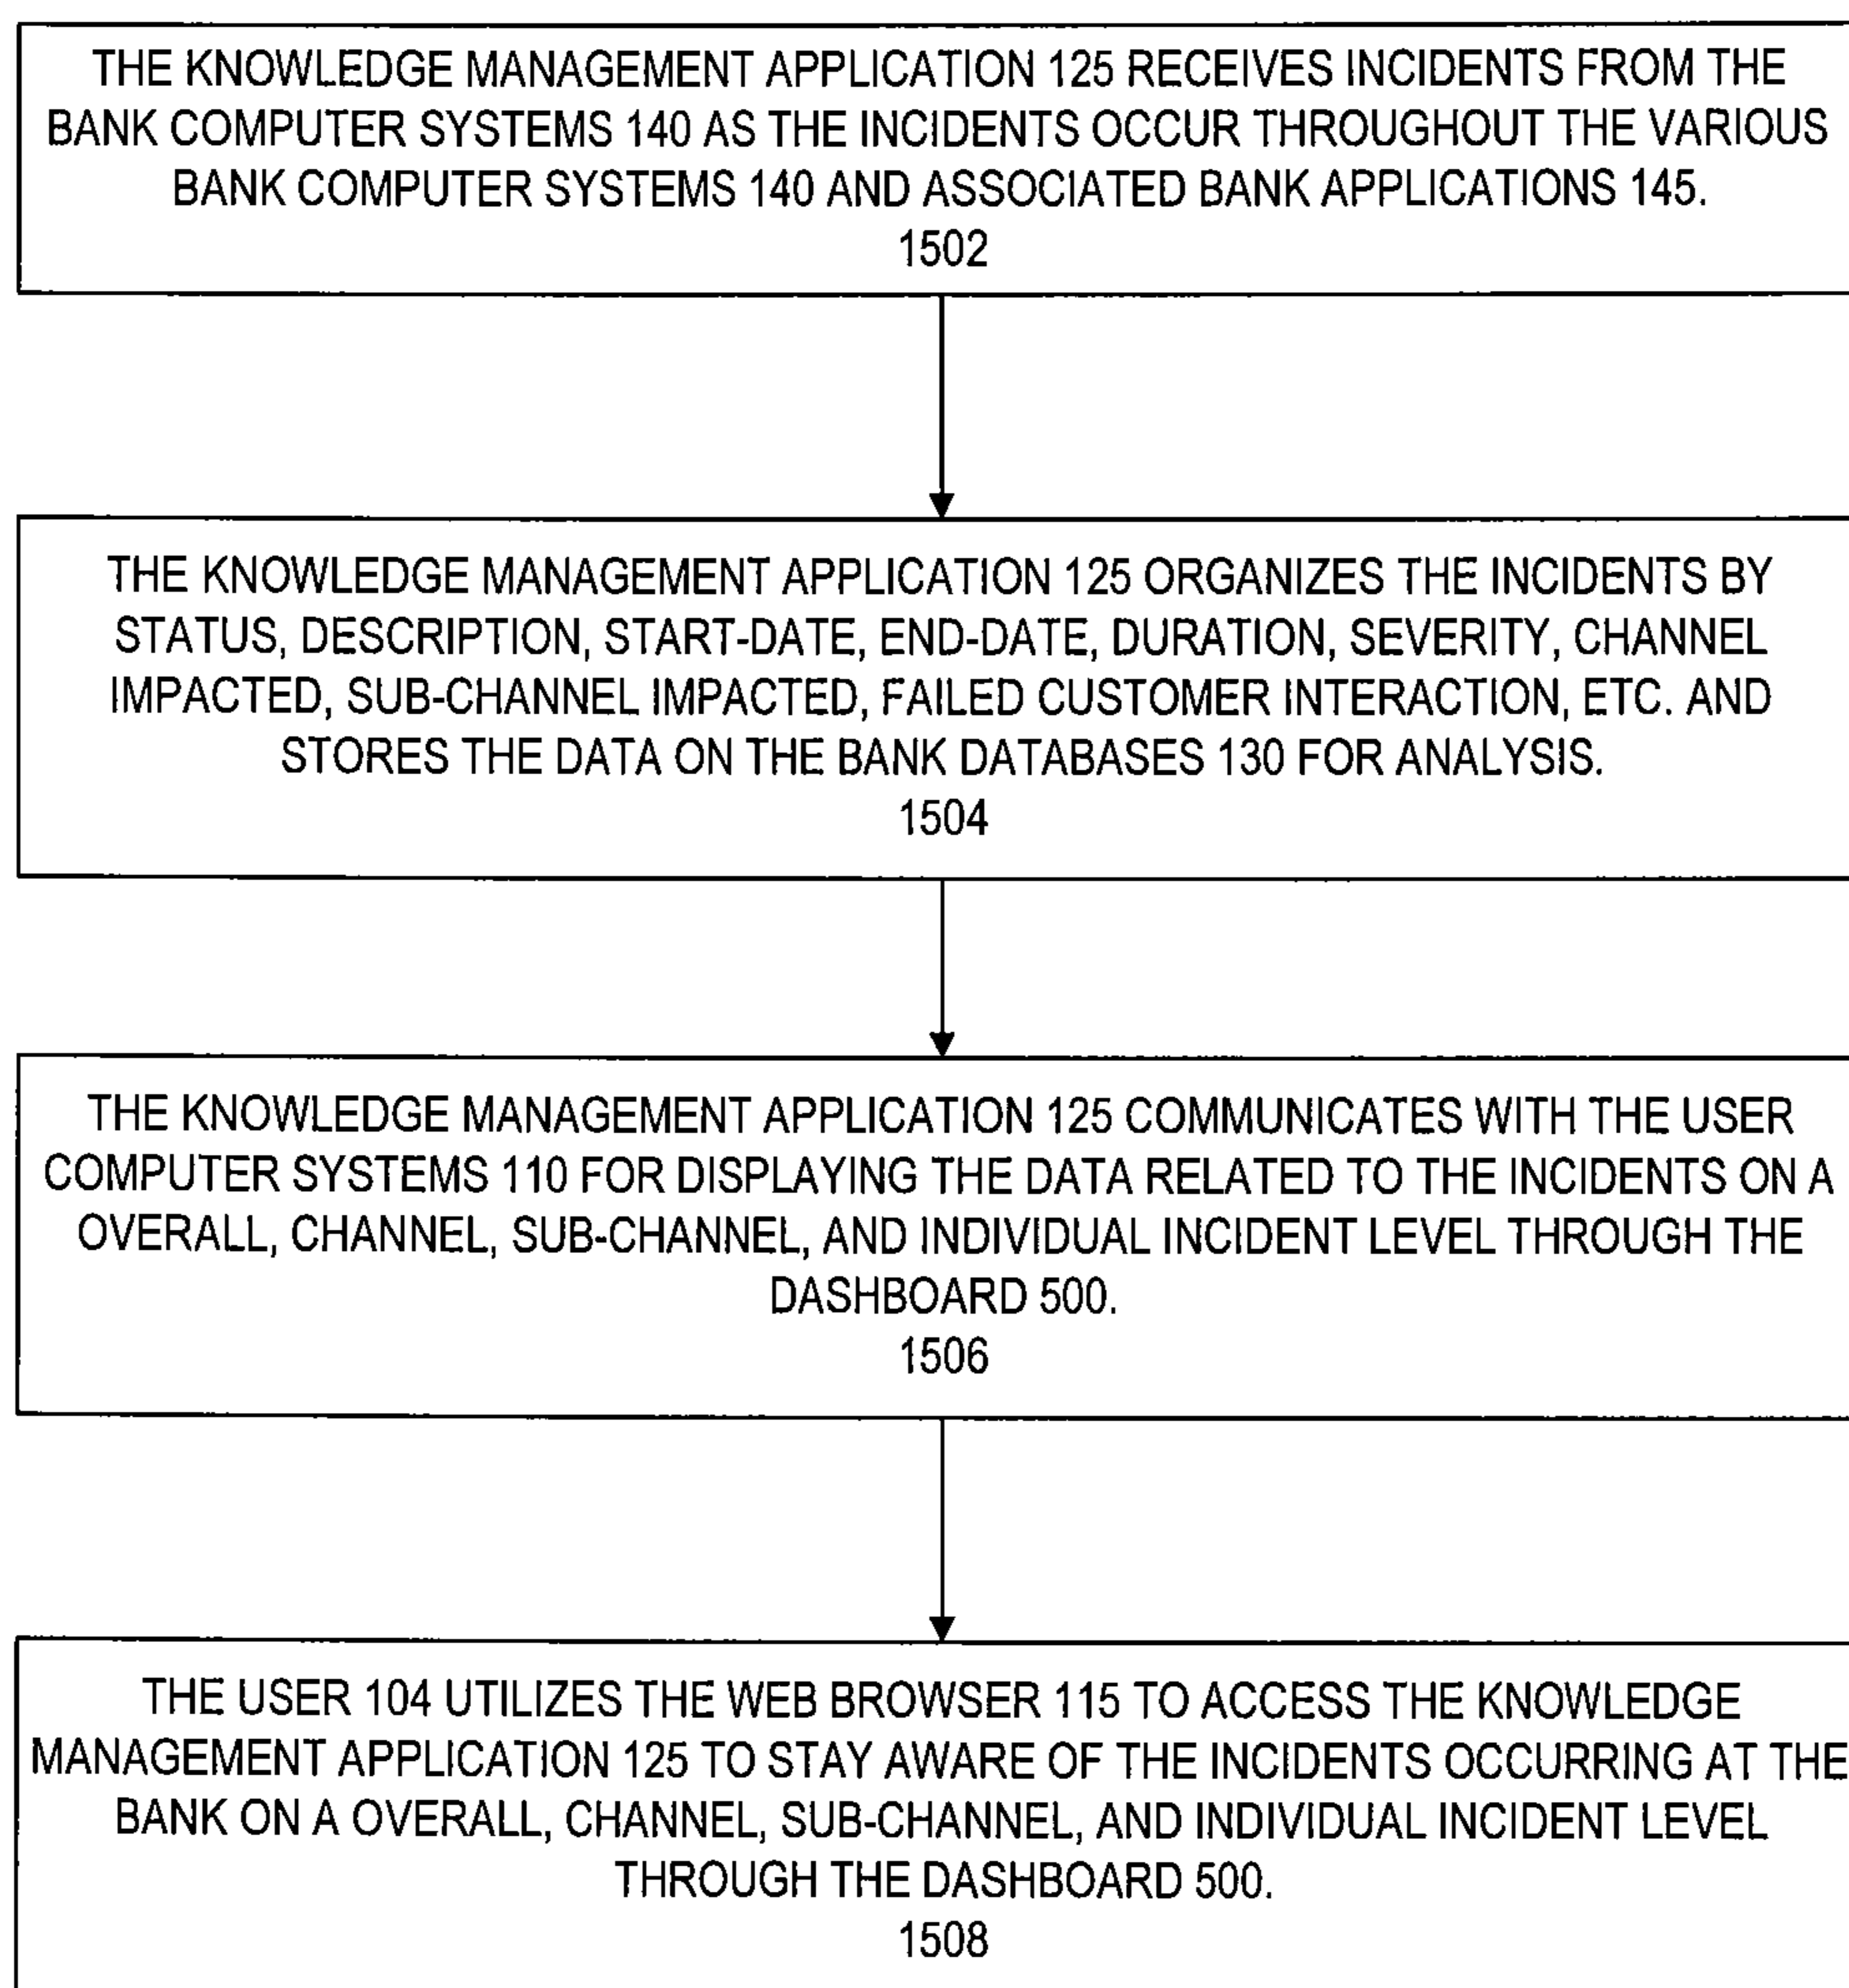 THE KNOWLEDGE MANAGEMENT APPLICATION 125 RECEIVES INCIDENTS FROM THE
BANK COMPUTER SYSTEMS 140 AS THE INCIDENTS OCCUR THROUGHOUT THE VARIOUS
BANK COMPUTER SYSTEMS 140 AND ASSOCIATED BANK APPLICATIONS 145.
1502
THE KNOWLEDGE MANAGEMENT APPLICATION 125 ORGANIZES THE INCIDENTS BY
STATUS, DESCRIPTION, START-DATE, END-DATE, DURATION, SEVERITY, CHANNEL
IMPACTED, SUB-CHANNEL IMPACTED, FAILED CUSTOMER INTERACTION, ETC. AND
STORES THE DATA ON THE BANK DATABASES 130 FOR ANALYSIS.
1504
THE KNOWLEDGE MANAGEMENT APPLICATION 125 COMMUNICATES WITH THE USER
COMPUTER SYSTEMS 110 FOR DISPLAYING THE DATA RELATED TO THE INCIDENTS ON A
OVERALL, CHANNEL, SUB-CHANNEL, AND INDIVIDUAL INCIDENT LEVEL THROUGH THE
DASHBOARD 500.
1506
THE USER 104 UTILIZES THE WEB BROWSER 115 TO ACCESS THE KNOWLEDGE
MANAGEMENT APPLICATION 125 TO STAY AWARE OF THE INCIDENTS OCCURRING AT THE
BANK ON A OVERALL, CHANNEL, SUB-CHANNEL, AND INDIVIDUAL INCIDENT LEVEL
THROUGH THE DASHBOARD 500.
1508